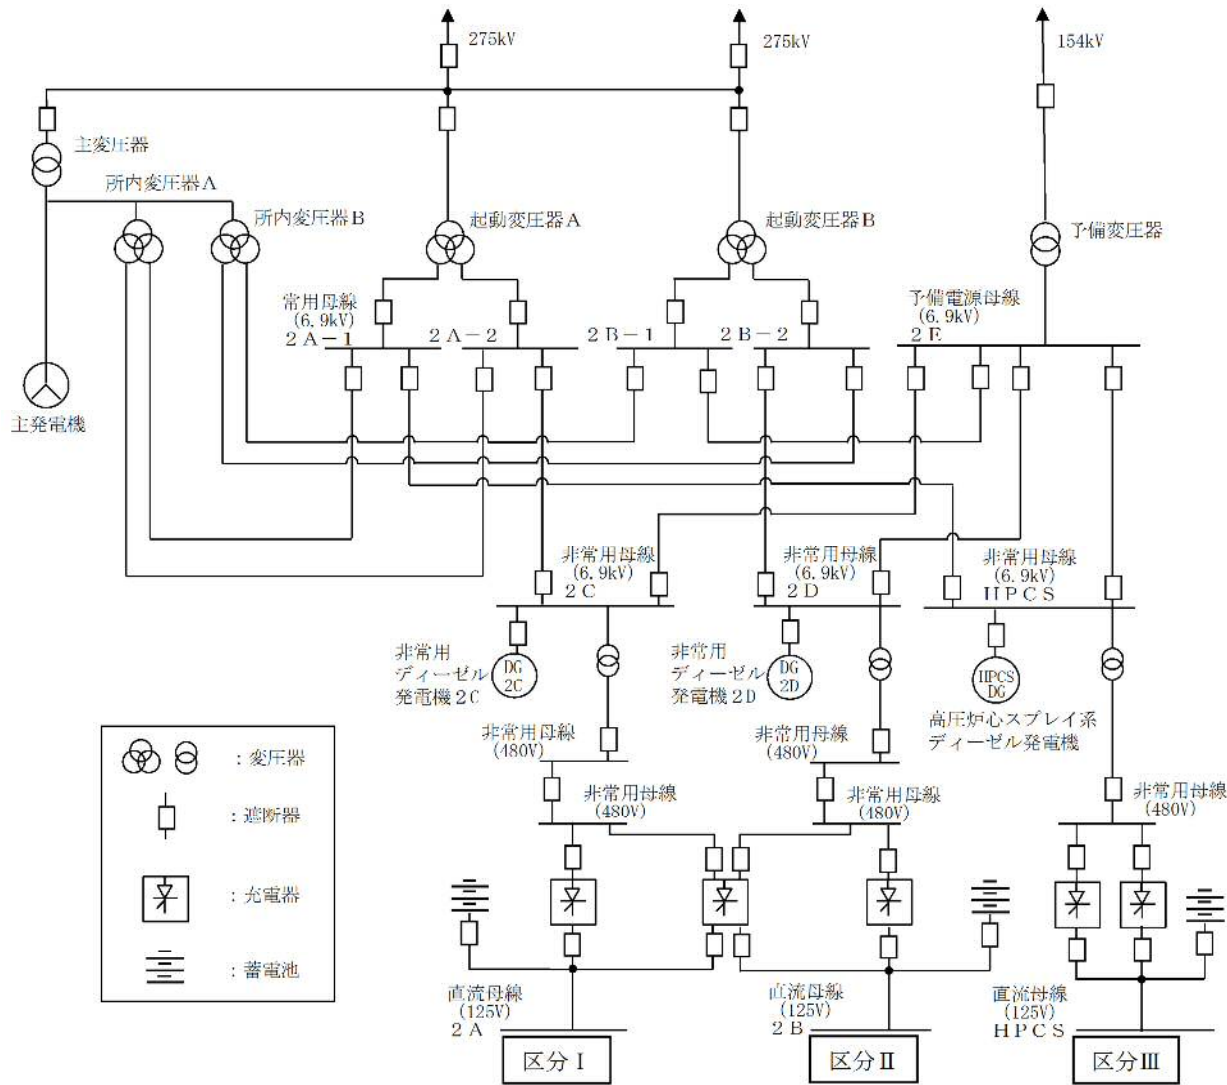 275kV
275kV
154kV
主変圧器
所内変圧器A
所内変圧器B
起動変圧器A
起動変圧器B
予備変圧器
常用母線
(6.9kV)
2A-1
2A-2
2B-1
2B-2
予備電源母線
(6.9kV)
2E
主発電機
非常用母線
(6.9kV)
2C
非常用母線
(6.9kV)
2D
非常用母線
(6.9kV)
HPCS
非常用
ディーゼル
発電機2C
DG
2C
非常用
ディーゼル
発電機2D
DG
2D
HPCS
DG
高圧炉心スプレイ系
ディーゼル発電機
非常用母線
(480V)
非常用母線
(480V)
非常用母線
(480V)
非常用母線
(480V)
非常用母線
(480V)
:変圧器
:遮断器
:充電器
:蓄電池
直流母線
(125V)
2A
直流母線
(125V)
2B
直流母線
(125V)
HPCS
区分Ⅰ
区分Ⅱ
区分Ⅲ